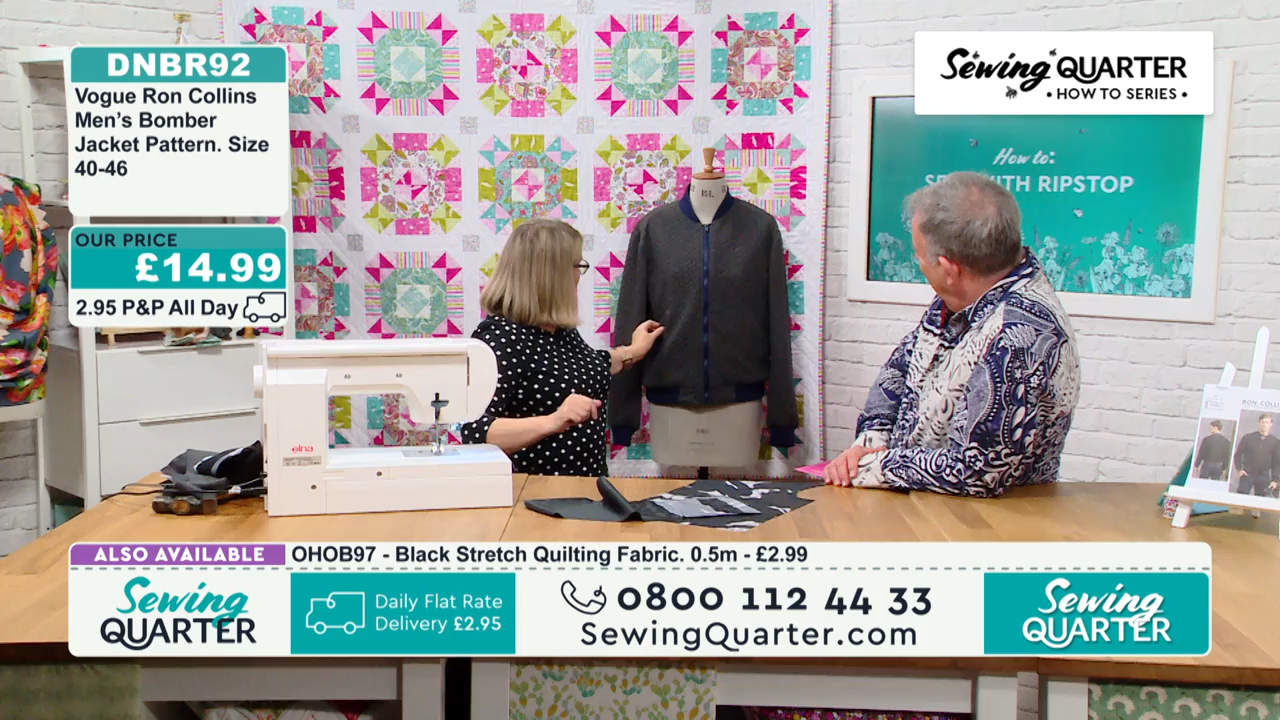 DNBR92
Vogue Ron Collins
Men's Bomber
Jacket Pattern. Size
40-46
OUR PRICE
£14.99
2.95 P&P All Day
Sewing QUARTER
• HOW TO SERIES •
How to:
WITH RIPSTOP
elna
RON COLLI
ALSO AVAILABLE
OHOB97 - Black Stretch Quilting Fabric. 0.5m - £2.99
Sewing
QUARTER
Daily Flat Rate
Delivery £2.95
0800 112 44 33
SewingQuarter.com
Sewing
QUARTER